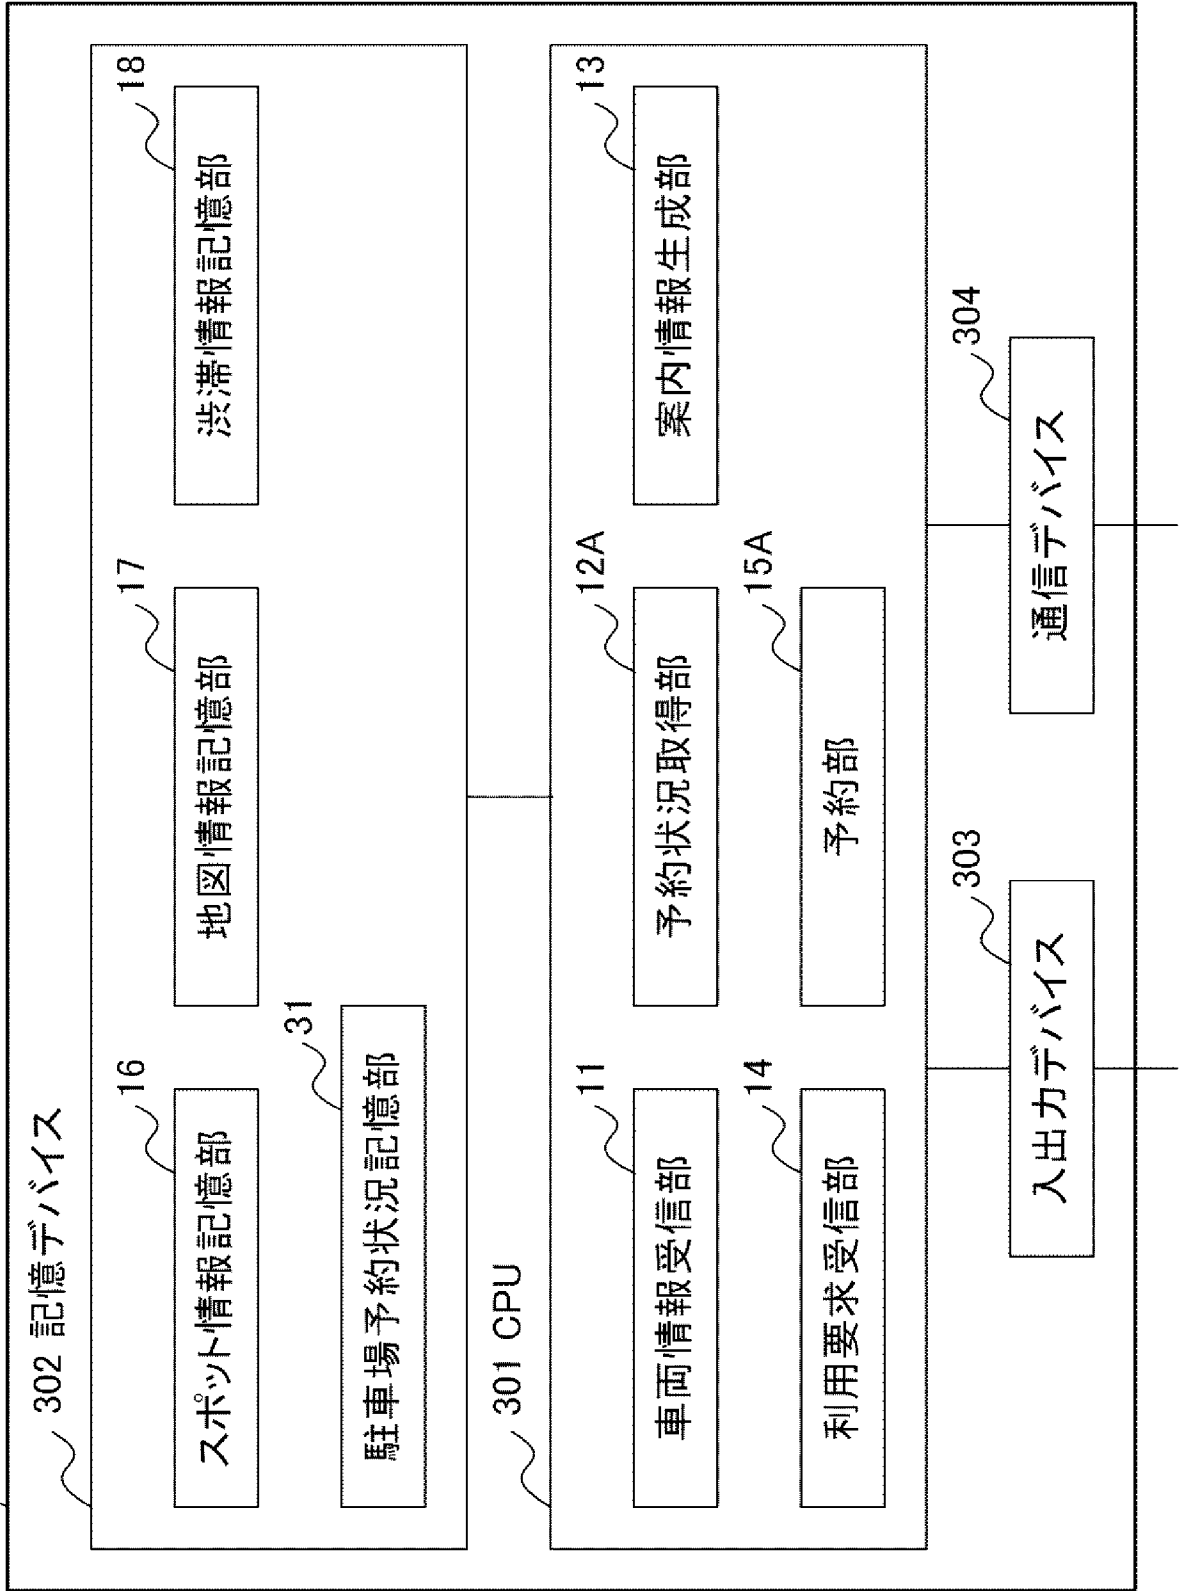 302 記憶デバイス
16
スポット情報記憶部
17
地図情報記憶部
18
渋滞情報記憶部
31
駐車場予約状況記憶部
301 CPU
11
車両情報受信部
12A
予約状況取得部
13
案内情報生成部
14
利用要求受信部
15A
予約部
303
入出力デバイス
304
通信デバイス